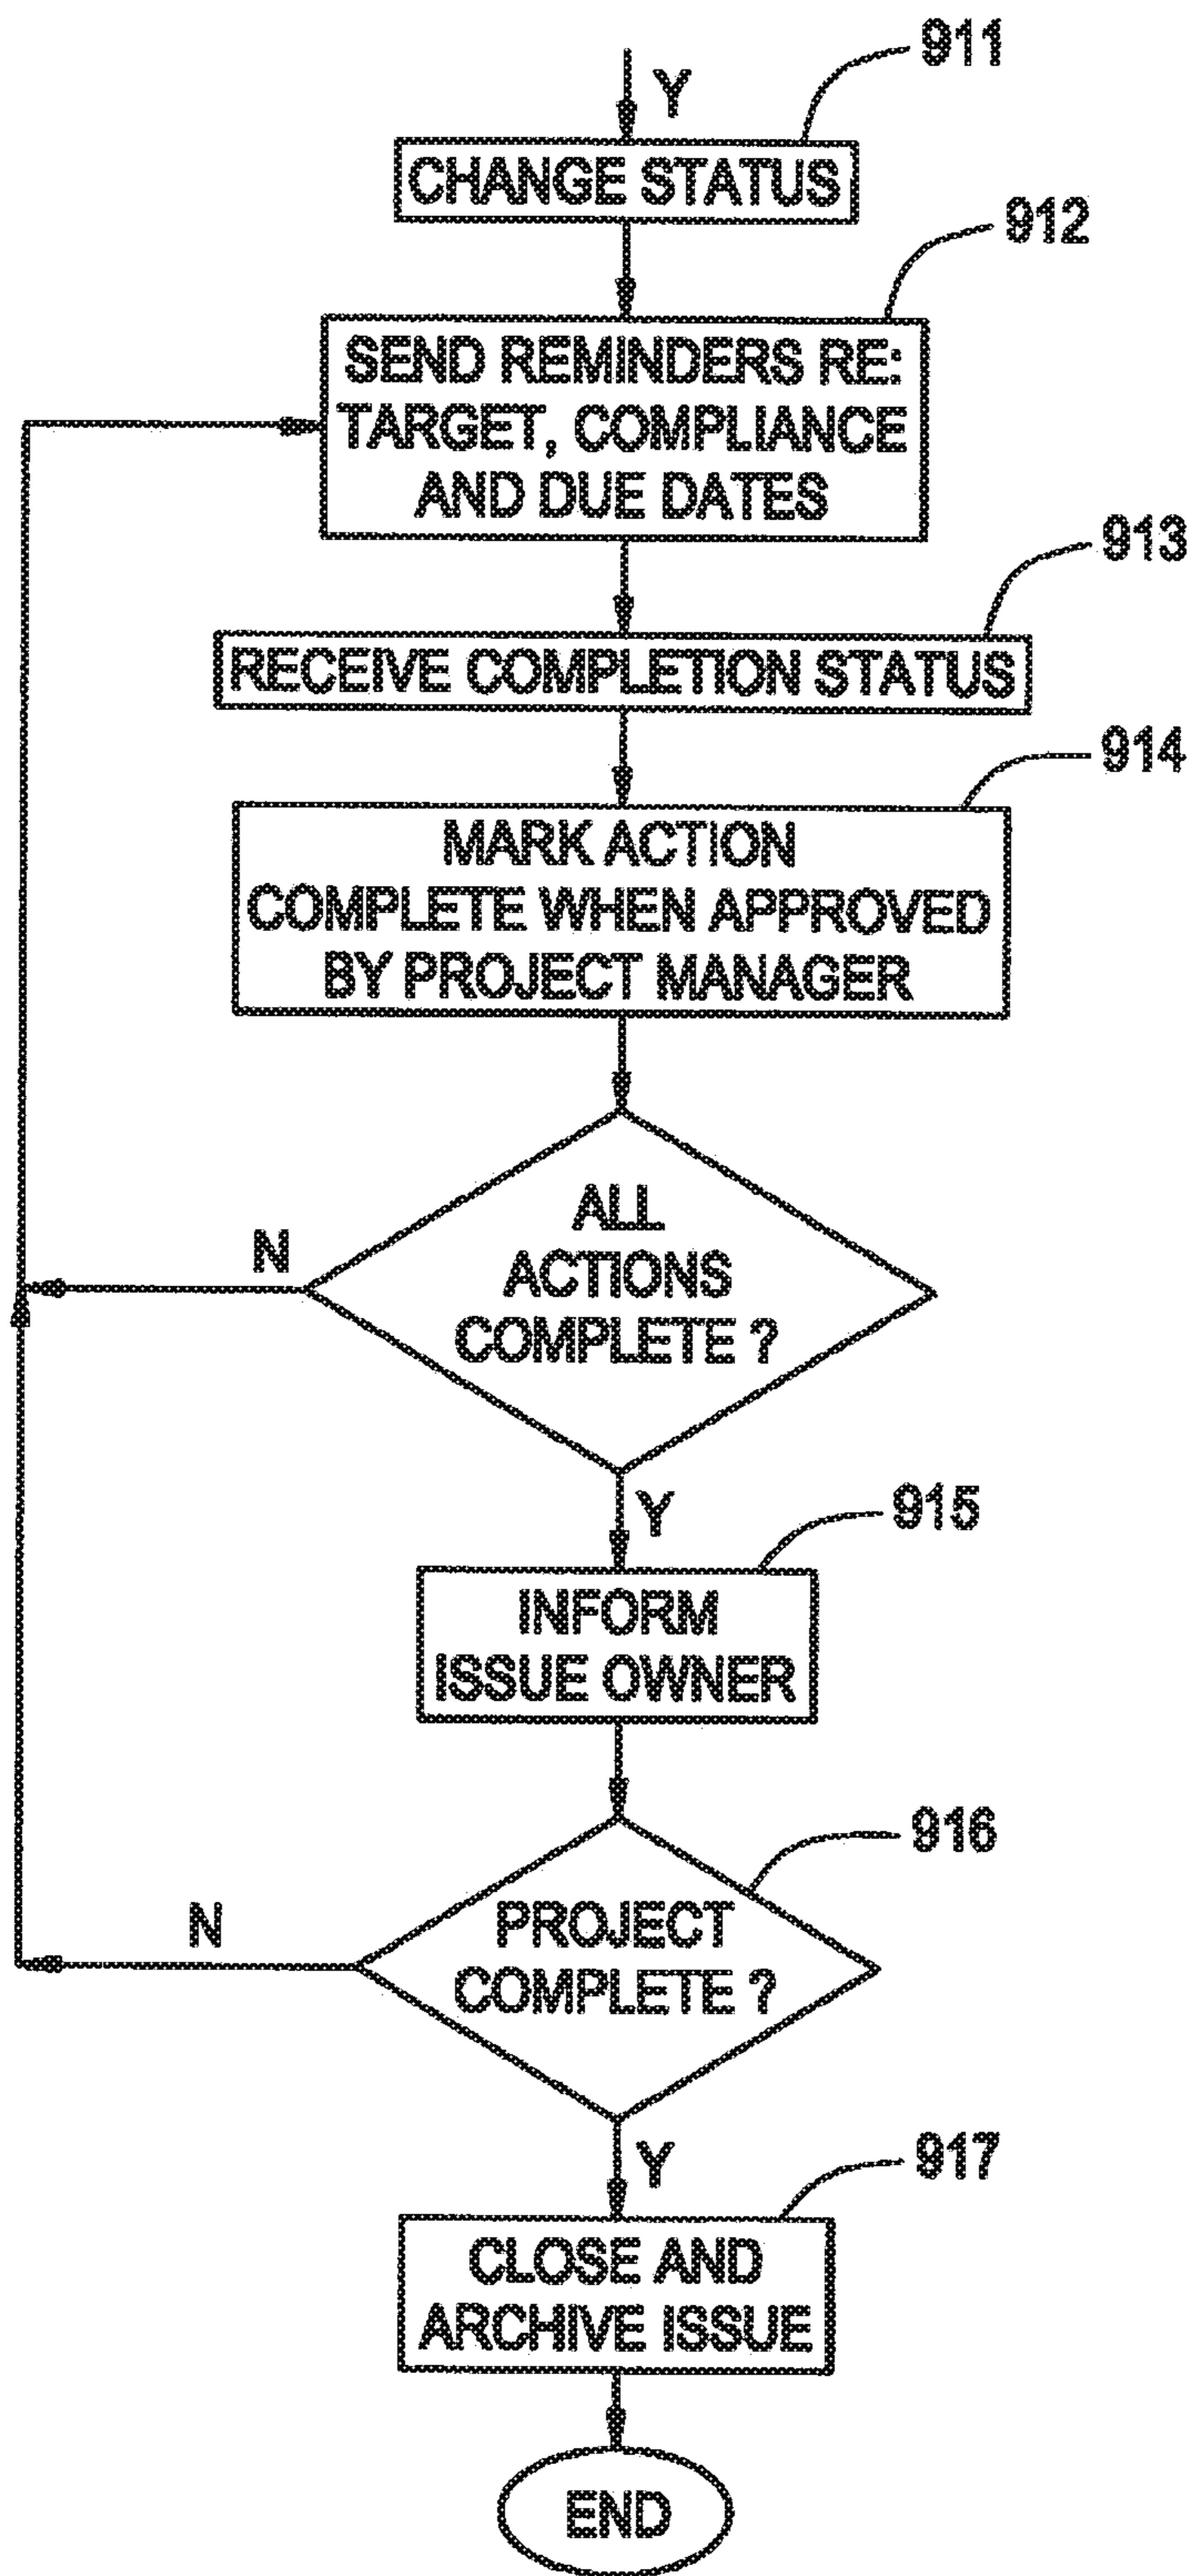 911
Y
CHANGE STATUS
912
SEND REMINDERS RE:
TARGET, COMPLIANCE
AND DUE DATES
913
RECEIVE COMPLETION STATUS
914
MARK ACTION
COMPLETE WHEN APPROVED
BY PROJECT MANAGER
ALL
ACTIONS
COMPLETE ?
N
Y
915
INFORM
ISSUE OWNER
916
PROJECT
COMPLETE ?
N
Y
917
CLOSE AND
ARCHIVE ISSUE
END